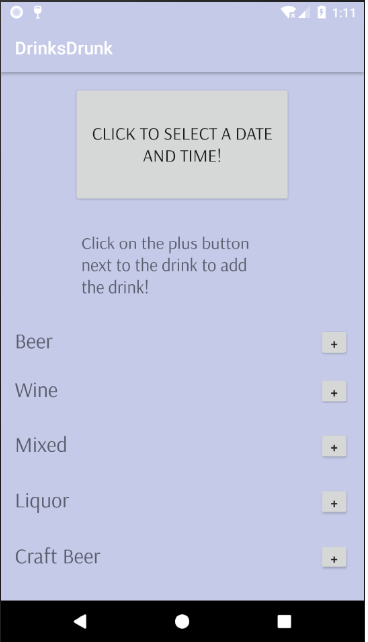 1:11
DrinksDrunk
CLICK TO SELECT A DATE
AND TIME!
Click on the plus button
next to the drink to add
the drink!
Beer +
Wine +
Mixed +
Liquor +
Craft Beer +